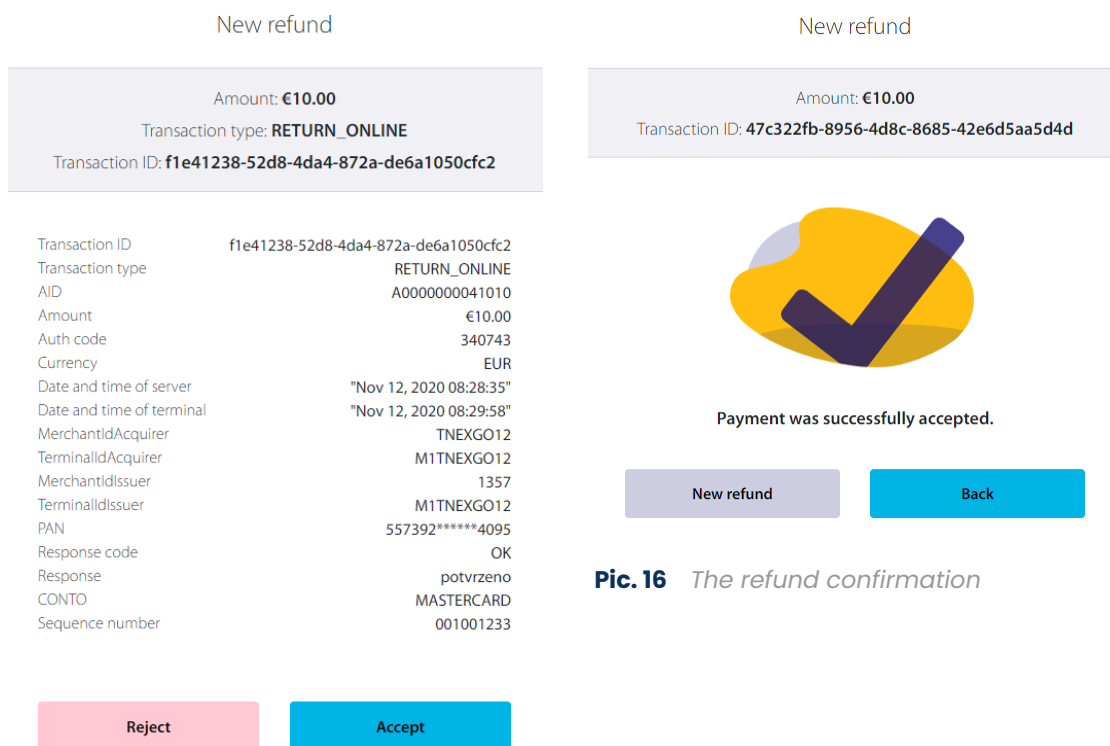 New refund
Amount: €10.00
Transaction type: RETURN_ONLINE
Transaction ID: f1e41238-52d8-4da4-872a-de6a1050cfc2
Transaction ID f1e41238-52d8-4da4-872a-de6a1050cfc2
Transaction type RETURN_ONLINE
AID A0000000041010
Amount €10.00
Auth code 340743
Currency EUR
Date and time of server "Nov 12, 2020 08:28:35"
Date and time of terminal "Nov 12, 2020 08:29:58"
MerchantIdAcquirer TNEXGO12
TerminalIdAcquirer M1TNEXGO12
MerchantIdIssuer 1357
TerminalIdIssuer M1TNEXGO12
PAN 557392******4095
Response code OK
Response potvrzeno
CONTO MASTERCARD
Sequence number 001001233
Reject Accept
New refund
Amount: €10.00
Transaction ID: 47c322fb-8956-4d8c-8685-42e6d5aa5d4d
Payment was successfully accepted.
New refund Back
Pic. 16 The refund confirmation